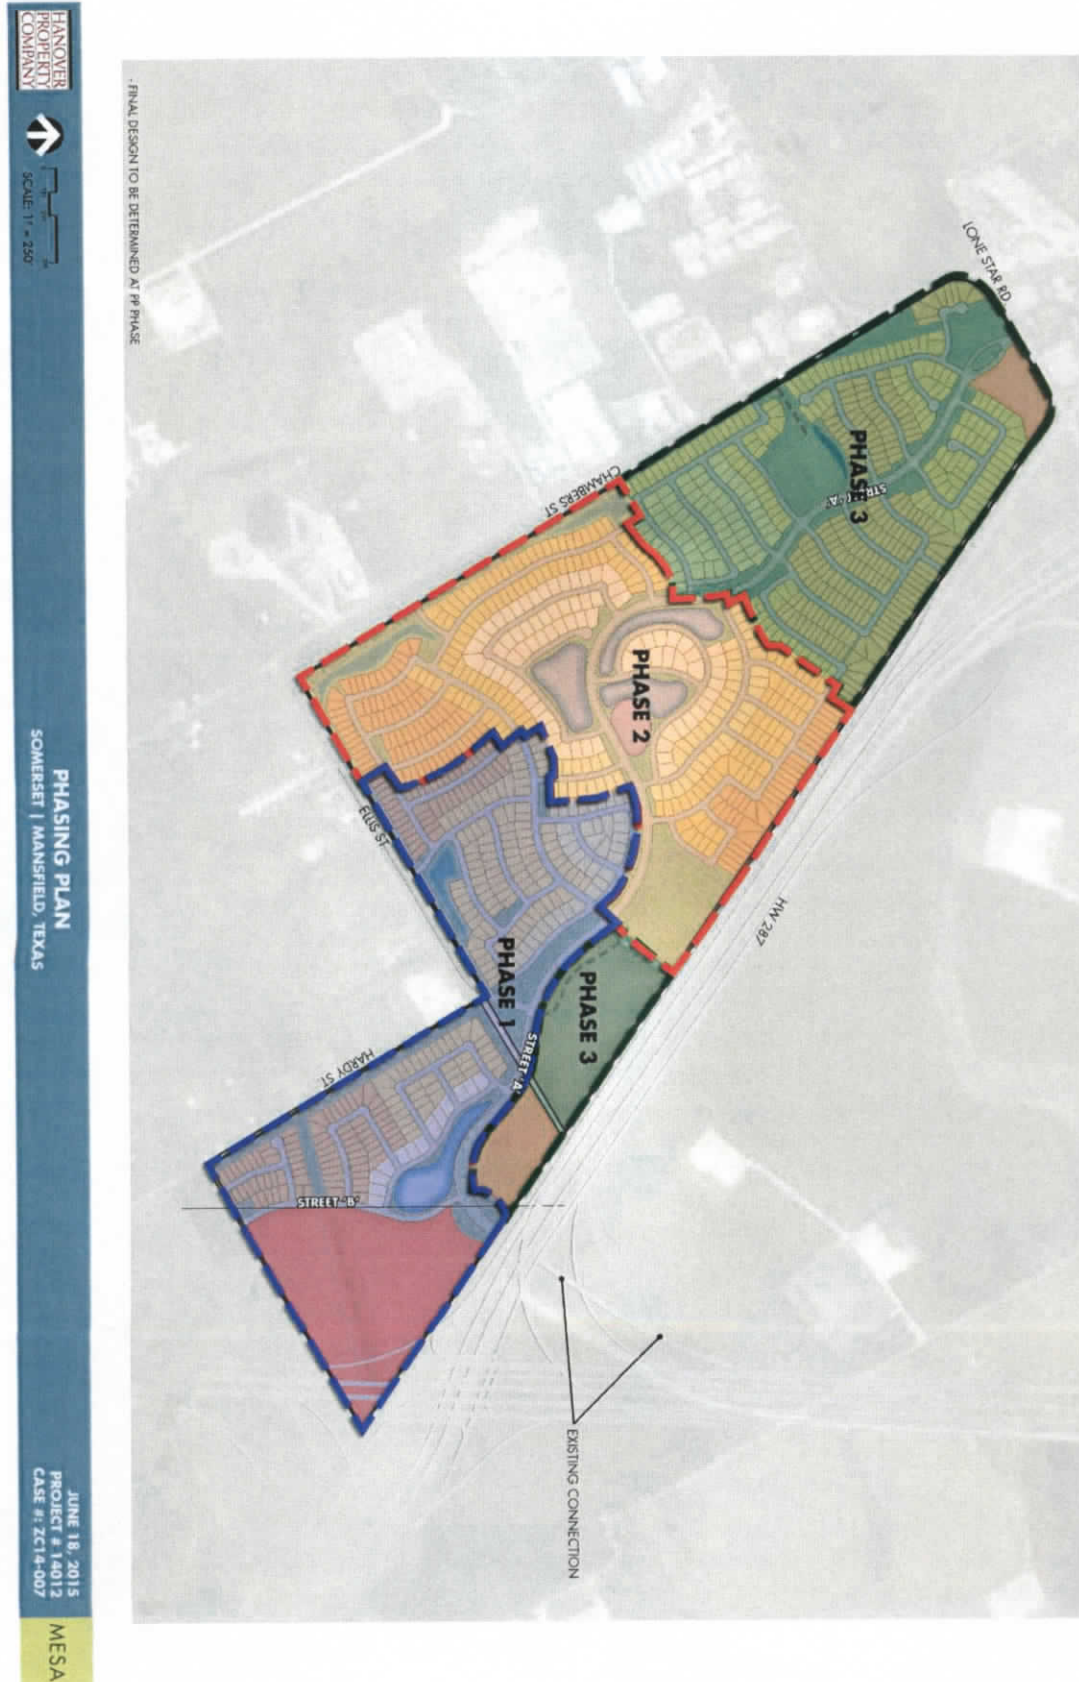 LONE STAR RD
PHASE 3
STREET 'A'
CHAMBERS ST
PHASE 2
HW 287
ELLIS ST
PHASE 1
PHASE 3
STREET 'A'
HARDY ST
STREET 'B'
EXISTING CONNECTION
- FINAL DESIGN TO BE DETERMINED AT PP PHASE
HANOVER
PROPERTY
COMPANY
SCALE: 1" = 250'
PHASING PLAN
SOMERSET | MANSFIELD, TEXAS
JUNE 18, 2015
PROJECT # 14012
CASE #: ZC14-007
MESA